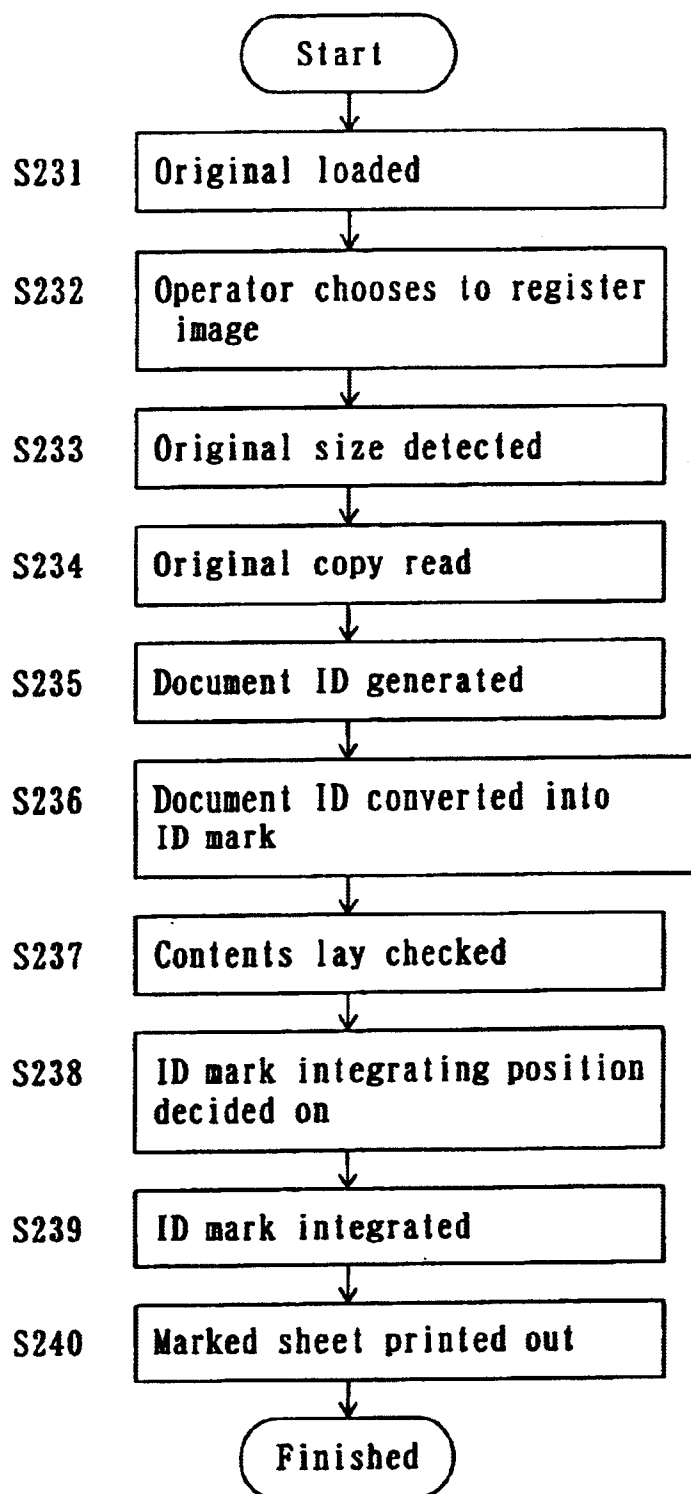 Start
S231 Original loaded
S232 Operator chooses to register
image
S233 Original size detected
S234 Original copy read
S235 Document ID generated
S236 Document ID converted into
ID mark
S237 Contents lay checked
S238 ID mark integrating position
decided on
S239 ID mark integrated
S240 Marked sheet printed out
Finished